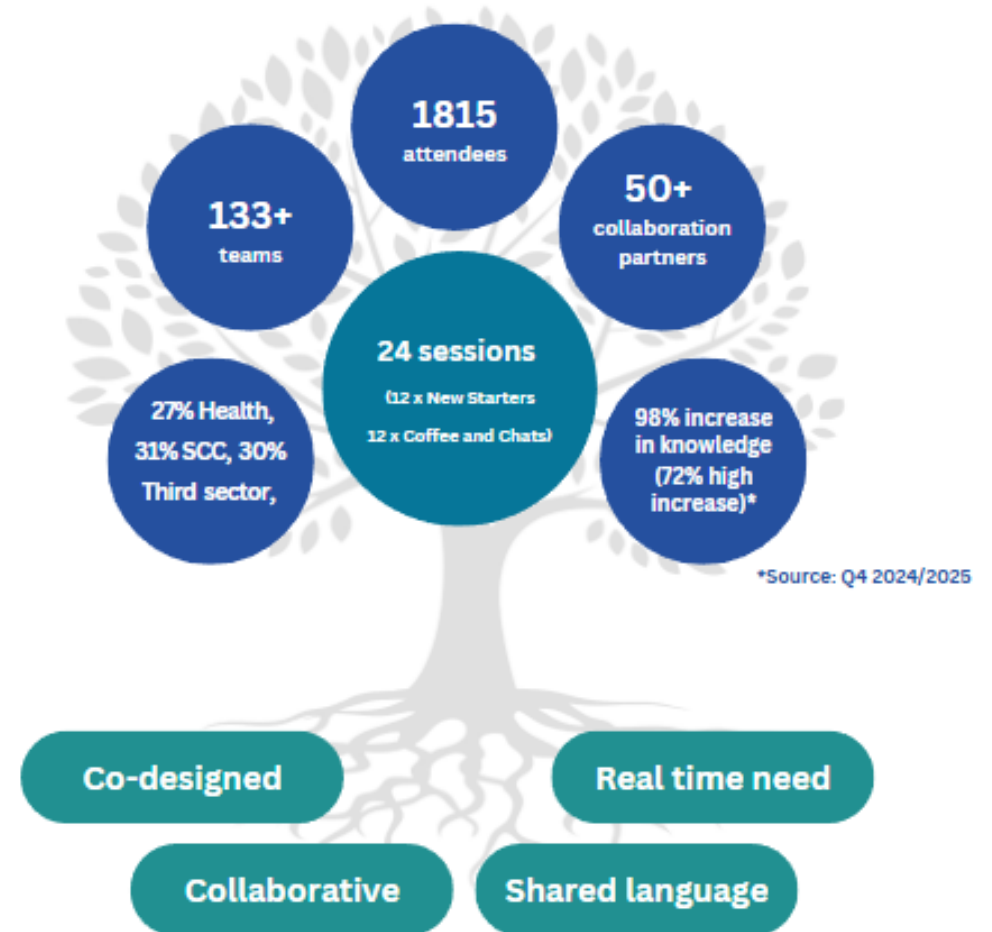 1815
attendees
133+
teams
50+
collaboration
partners
24 sessions
(12 x New Starters
12 x Coffee and Chats)
27% Health,
31% SCC, 30%
Third sector,
98% increase
in knowledge
(72% high
increase)*
*Source: Q4 2024/2025
Co-designed
Real time need
Collaborative
Shared language